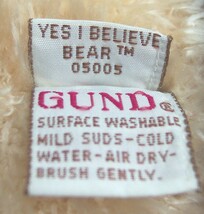 YES I BELIEVE
BEAR™
05005
GUND®
SURFACE WASHABLE
MILD SUDS-COLD
WATER-AIR DRY-
BRUSH GENTLY.